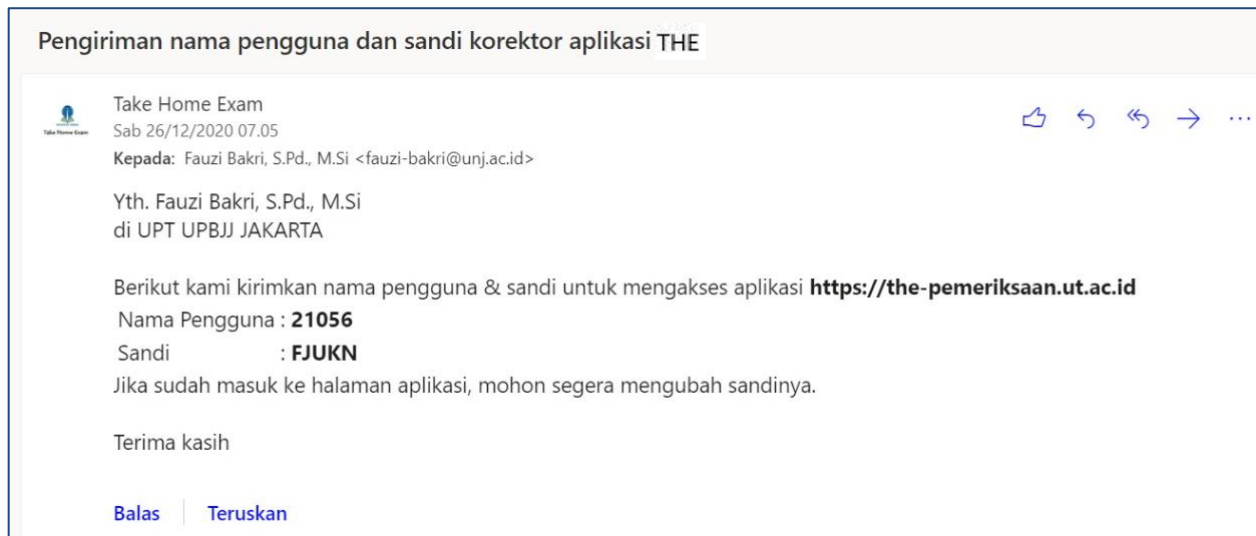 Pengiriman nama pengguna dan sandi korektor aplikasi THE
Take Home Exam
Take Home Exam
Sab 26/12/2020 07.05
Kepada: Fauzi Bakri, S.Pd., M.Si <fauzi-bakri@unj.ac.id>
Yth. Fauzi Bakri, S.Pd., M.Si
di UPT UPBJJ JAKARTA
Berikut kami kirimkan nama pengguna & sandi untuk mengakses aplikasi https://the-pemeriksaan.ut.ac.id
Nama Pengguna : 21056
Sandi : FJUKN
Jika sudah masuk ke halaman aplikasi, mohon segera mengubah sandinya.
Terima kasih
Balas Teruskan